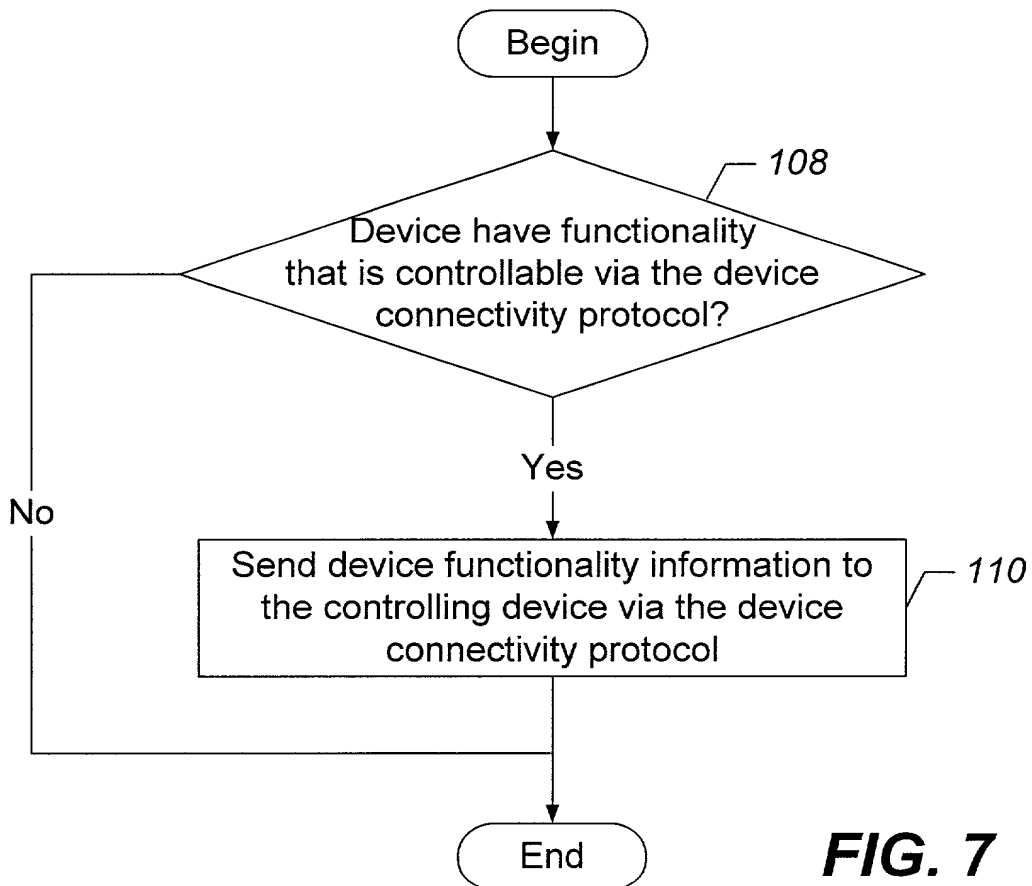 Begin
108
Device have functionality
that is controllable via the device
connectivity protocol?
Yes
No
Send device functionality information to
the controlling device via the device
connectivity protocol
110
End
FIG. 7